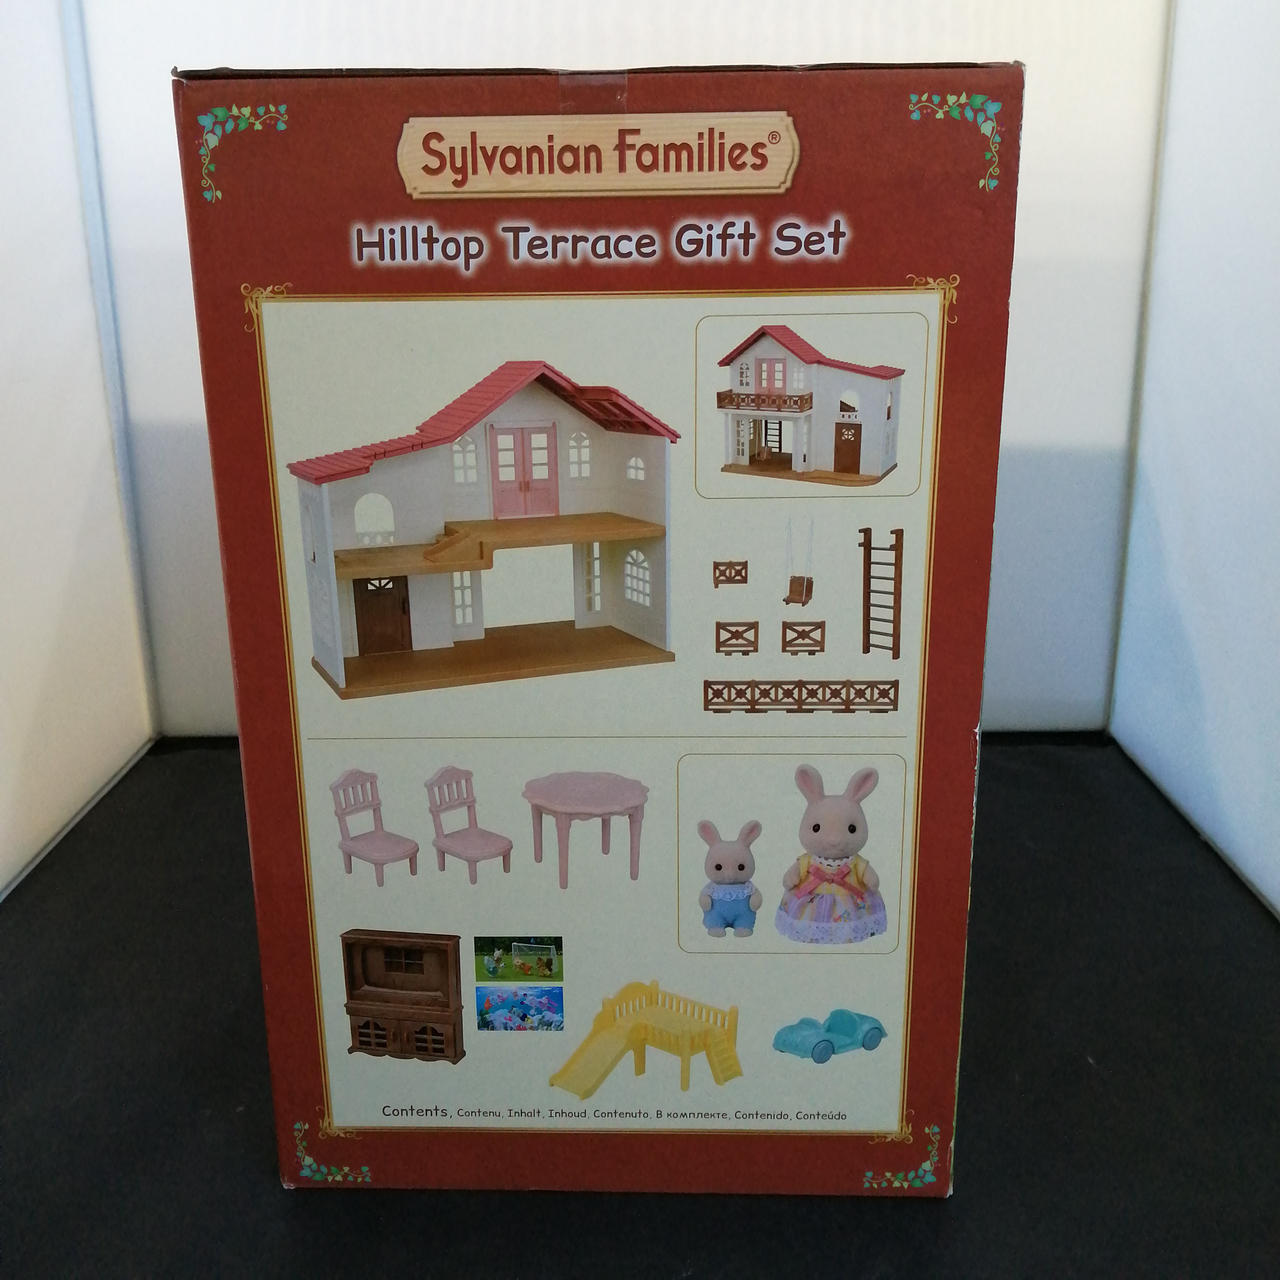 Sylvanian Families®
Hilltop Terrace Gift Set
Contents, Contenu, Inhalt, Inhoud, Contenuto, В комплекте, Contenido, Conteúdo